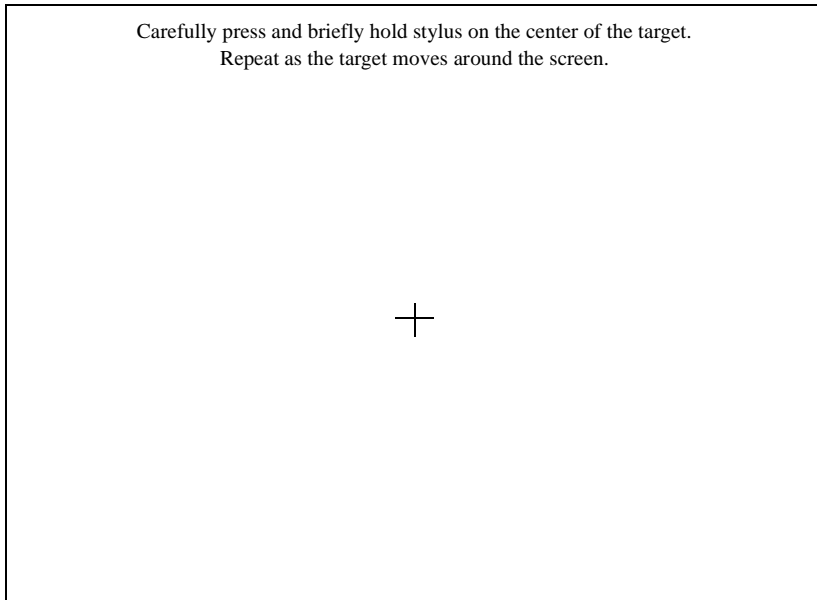 Carefully press and briefly hold stylus on the center of the target.
Repeat as the target moves around the screen.